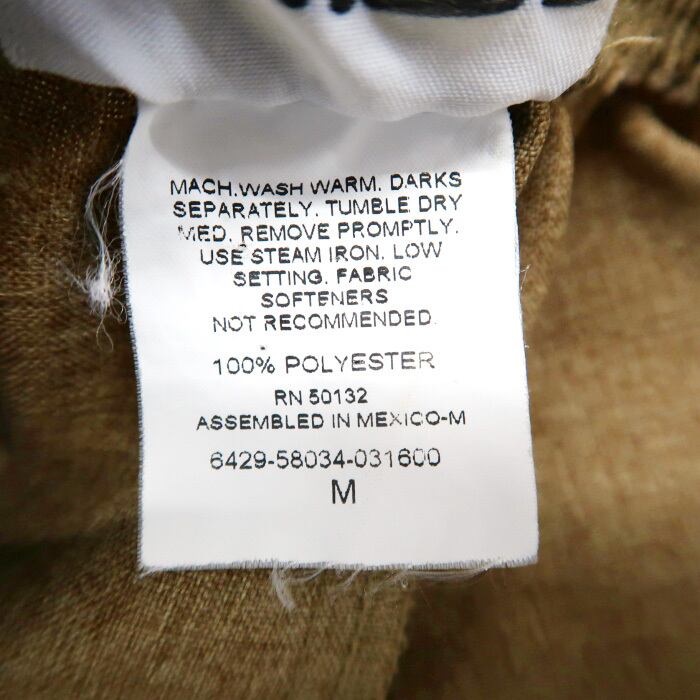 MACH.WASH WARM. DARKS
SEPARATELY. TUMBLE DRY
MED. REMOVE PROMPTLY.
USE STEAM IRON. LOW
SETTING. FABRIC
SOFTENERS
NOT RECOMMENDED.
100% POLYESTER
RN 50132
ASSEMBLED IN MEXICO-M
6429-58034-031600
M